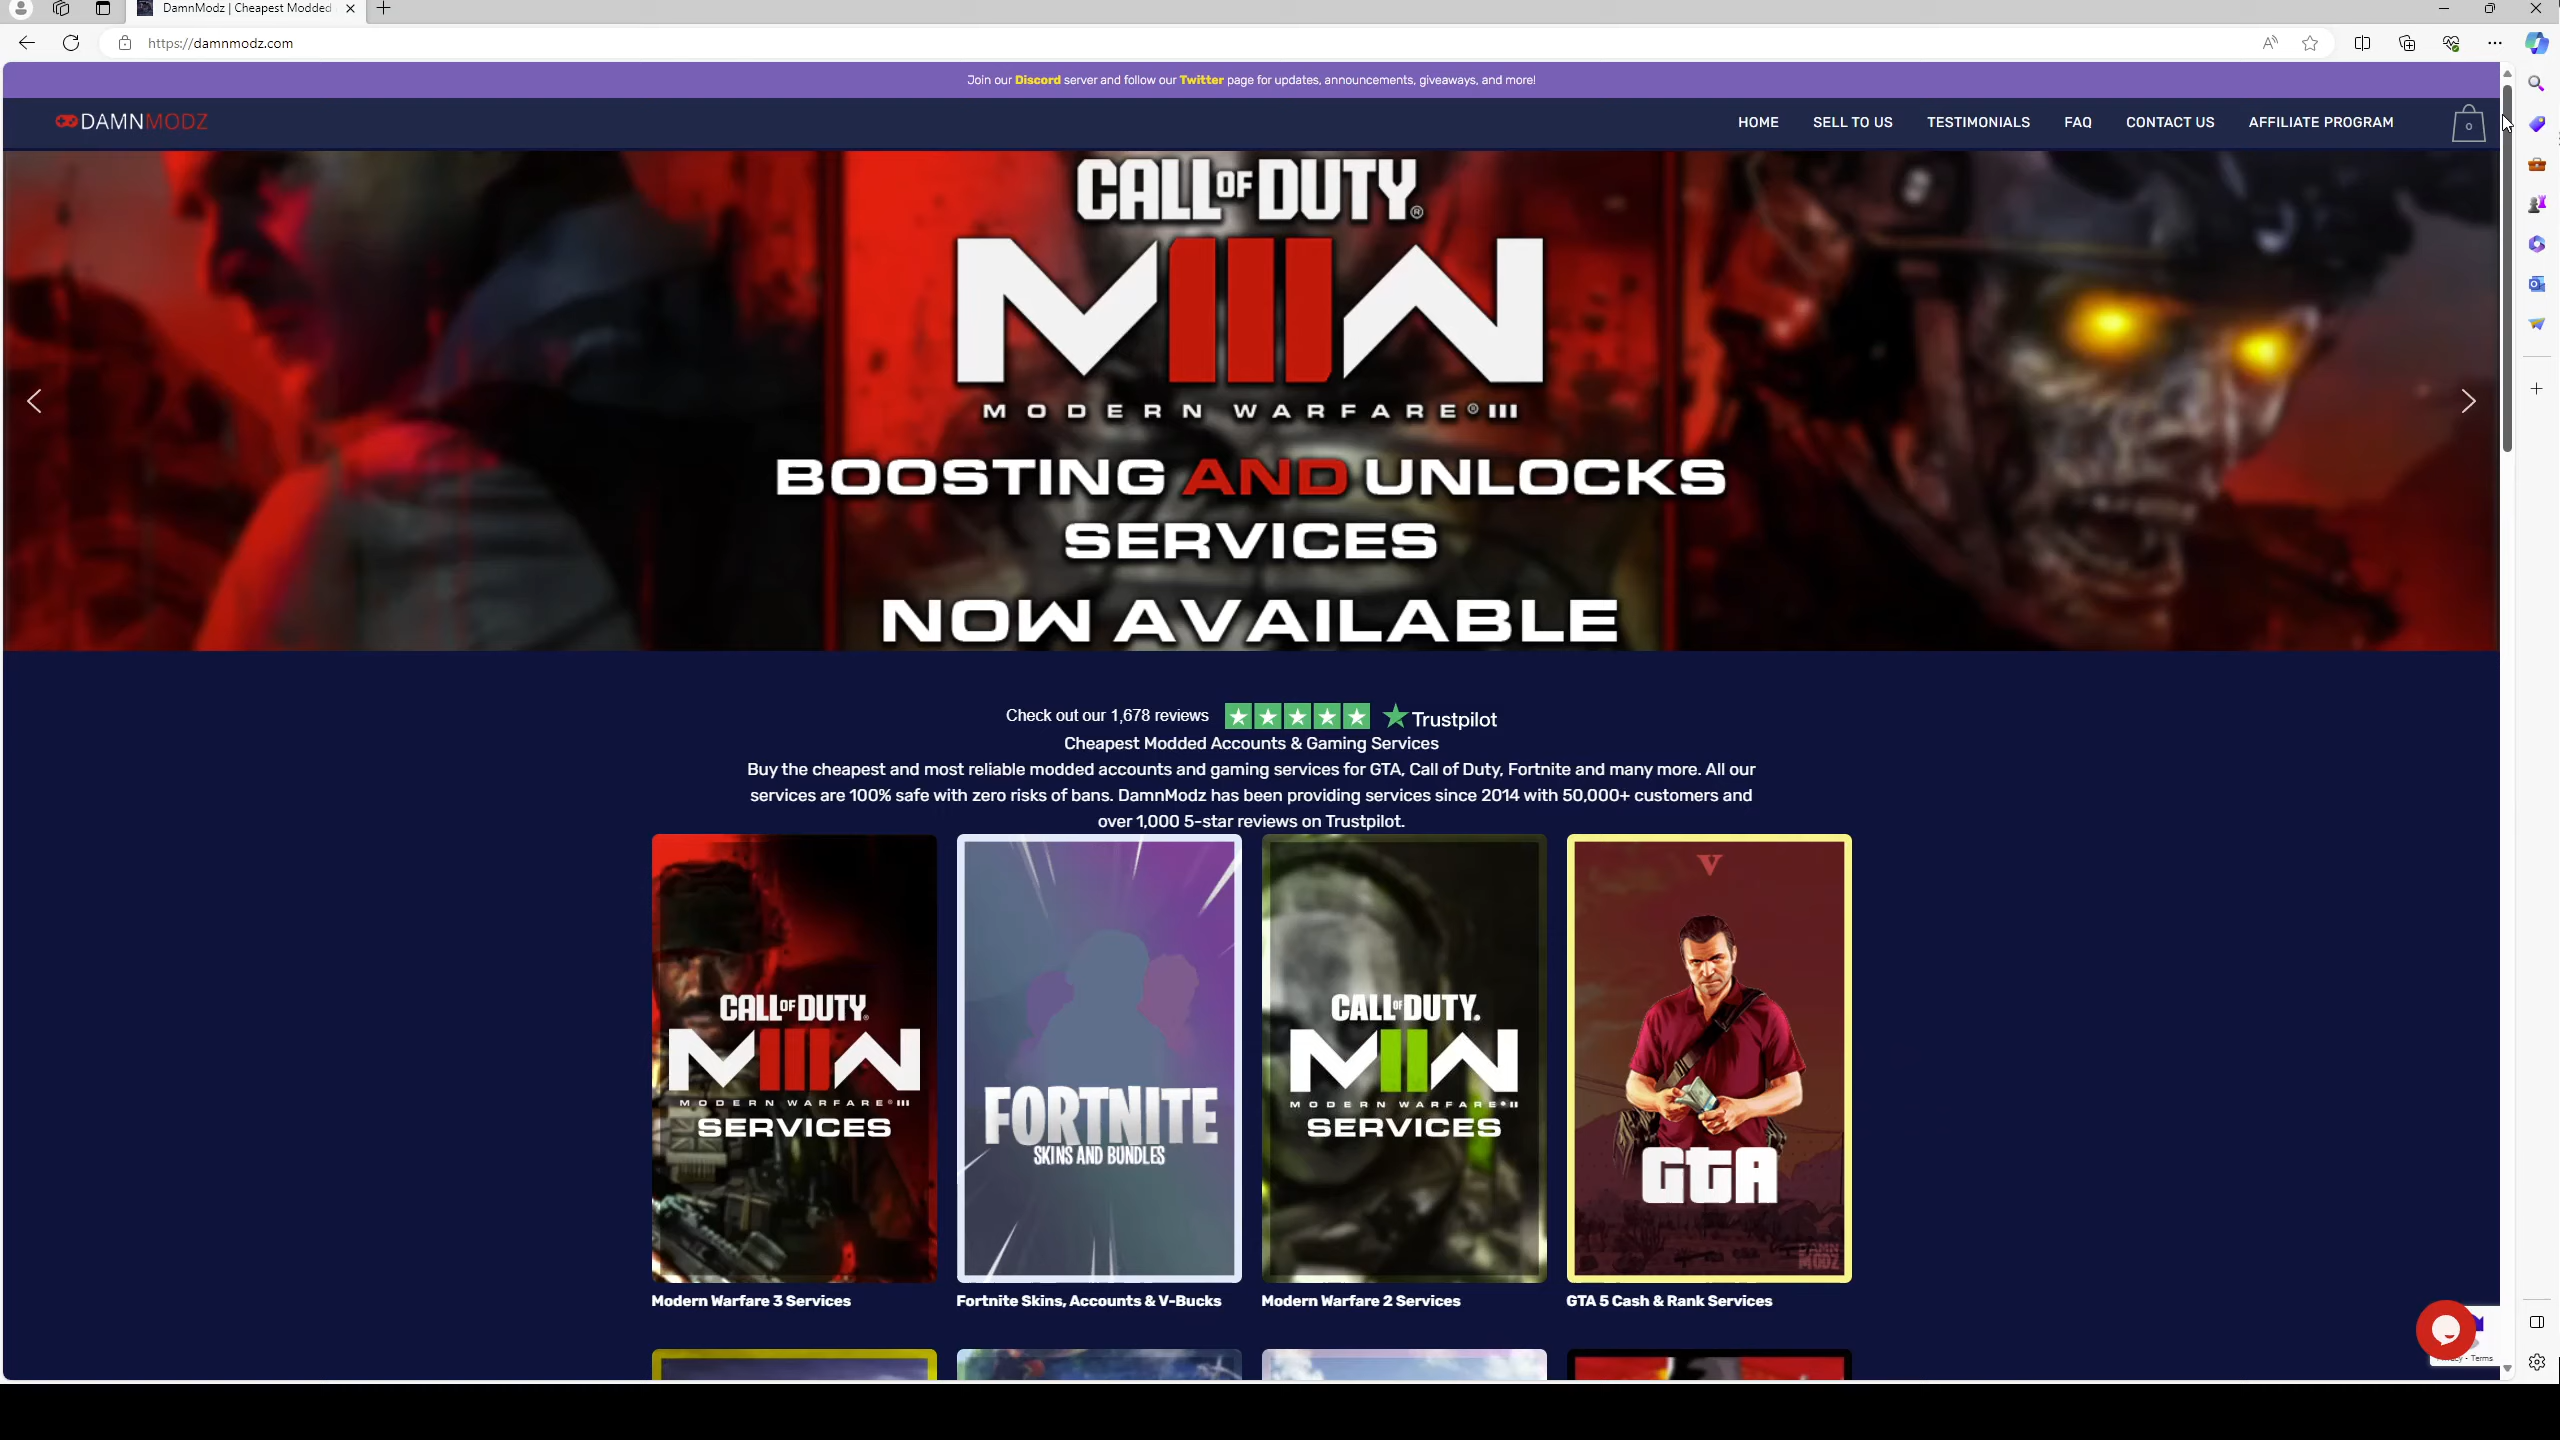 DamnModz | Cheapest Modded
https://damnmodz.com
Join our Discord server and follow our Twitter page for updates, announcements, giveaways, and more!
DAMNMODZ
HOME
SELL TO US
TESTIMONIALS
FAQ
CONTACT US
AFFILIATE PROGRAM
0
CALL OF DUTY®
MW
MODERN WARFARE® III
BOOSTING AND UNLOCKS
SERVICES
NOW AVAILABLE
Check out our 1,678 reviews
Trustpilot
Cheapest Modded Accounts & Gaming Services
Buy the cheapest and most reliable modded accounts and gaming services for GTA, Call of Duty, Fortnite and many more. All our
services are 100% safe with zero risks of bans. DamnModz has been providing services since 2014 with 50,000+ customers and
over 1,000 5-star reviews on Trustpilot.
CALL OF DUTY.
MW
MODERN WARFARE® III
SERVICES
Modern Warfare 3 Services
FORTNITE
SKINS AND BUNDLES
Fortnite Skins, Accounts & V-Bucks
CALL OF DUTY.
MW
MODERN WARFARE® II
SERVICES
Modern Warfare 2 Services
V
GTA
DAMN
MODZ
GTA 5 Cash & Rank Services
Terms